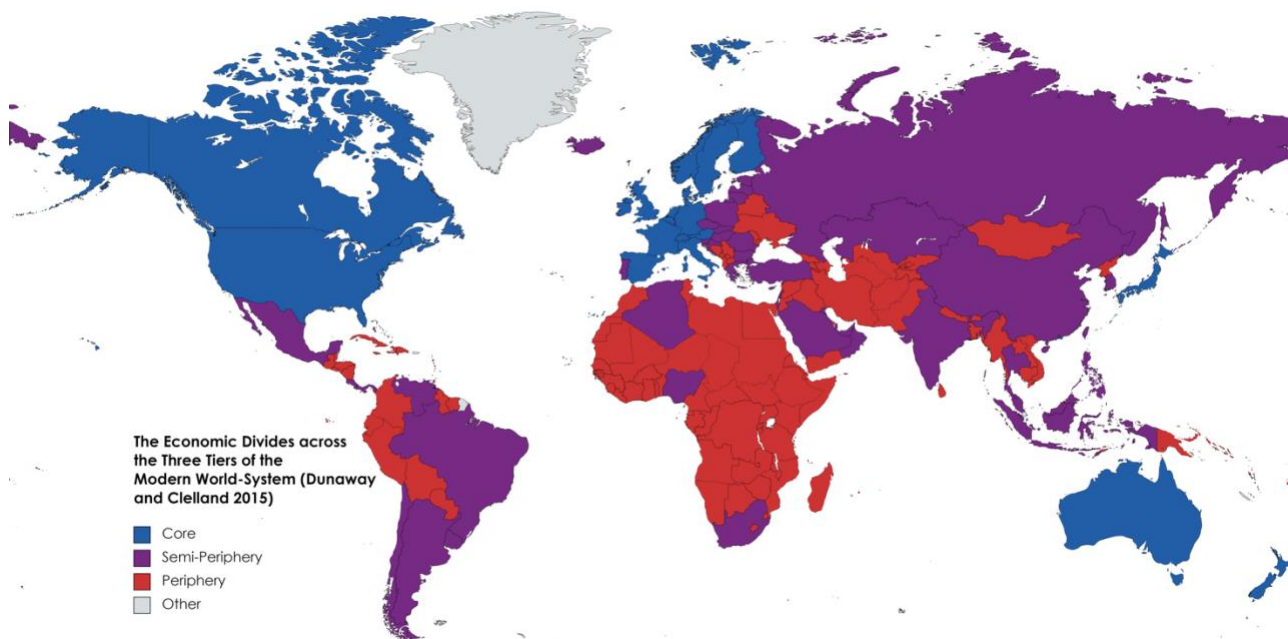 The Economic Divides across
the Three Tiers of the
Modern World-System (Dunaway
and Clelland 2015)
Core
Semi-Periphery
Periphery
Other